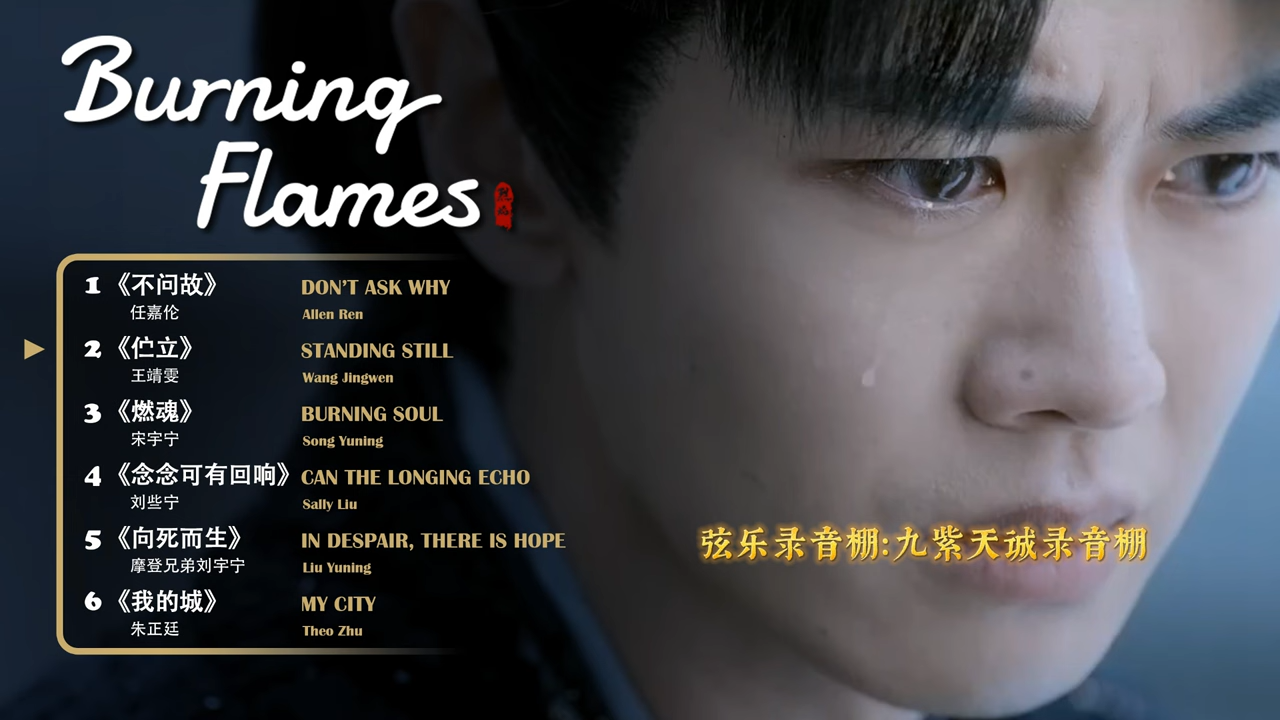 Burning
Flames
1 《不问故》 DON'T ASK WHY
任嘉伦 Allen Ren
2 《伫立》 STANDING STILL
王靖雯 Wang Jingwen
3 《燃魂》 BURNING SOUL
宋宇宁 Song Yuning
4 《念念可有回响》 CAN THE LONGING ECHO
刘些宁 Sally Liu
5 《向死而生》 IN DESPAIR, THERE IS HOPE
摩登兄弟刘宇宁 Liu Yuning
6 《我的城》 MY CITY
朱正廷 Theo Zhu
弦乐录音棚:九紫天诚录音棚